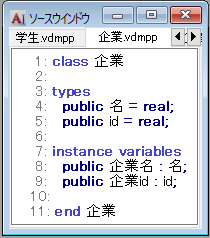 ソースウインドウ
学生.vdmpp 企業.vdmpp
1: class 企業
2:
3: types
4: public 名 = real;
5: public id = real;
6:
7: instance variables
8: public 企業名 : 名;
9: public 企業id : id;
10:
11: end 企業